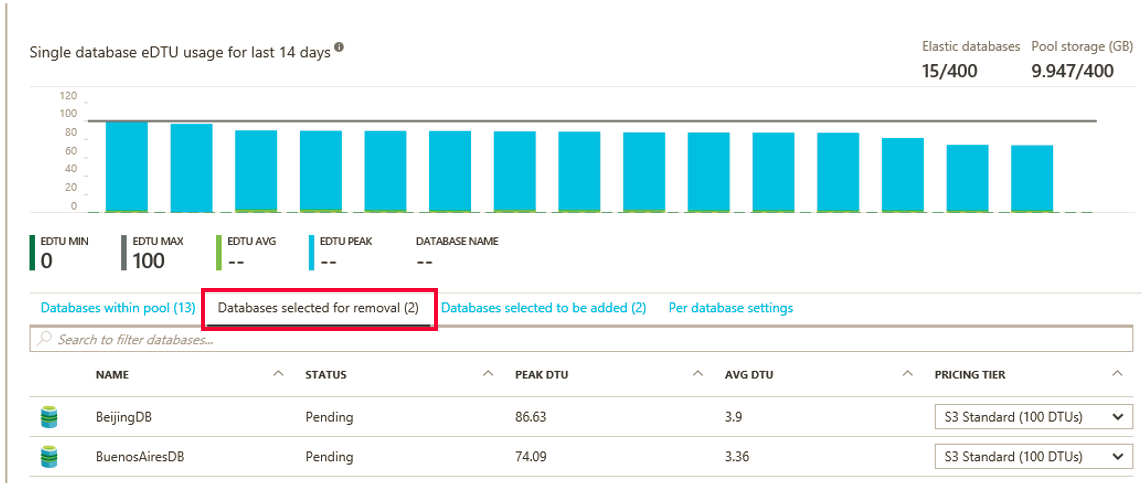 Single database eDTU usage for last 14 days
Elastic databases Pool storage (GB)
15/400 9.947/400
120
100
80
60
40
20
0
EDTU MIN EDTU MAX EDTU AVG EDTU PEAK DATABASE NAME
0 100 -- -- --
Databases within pool (13) Databases selected for removal (2) Databases selected to be added (2) Per database settings
Search to filter databases...
NAME STATUS PEAK DTU AVG DTU PRICING TIER
BeijingDB Pending 86.63 3.9 S3 Standard (100 DTUs)
BuenosAiresDB Pending 74.09 3.36 S3 Standard (100 DTUs)